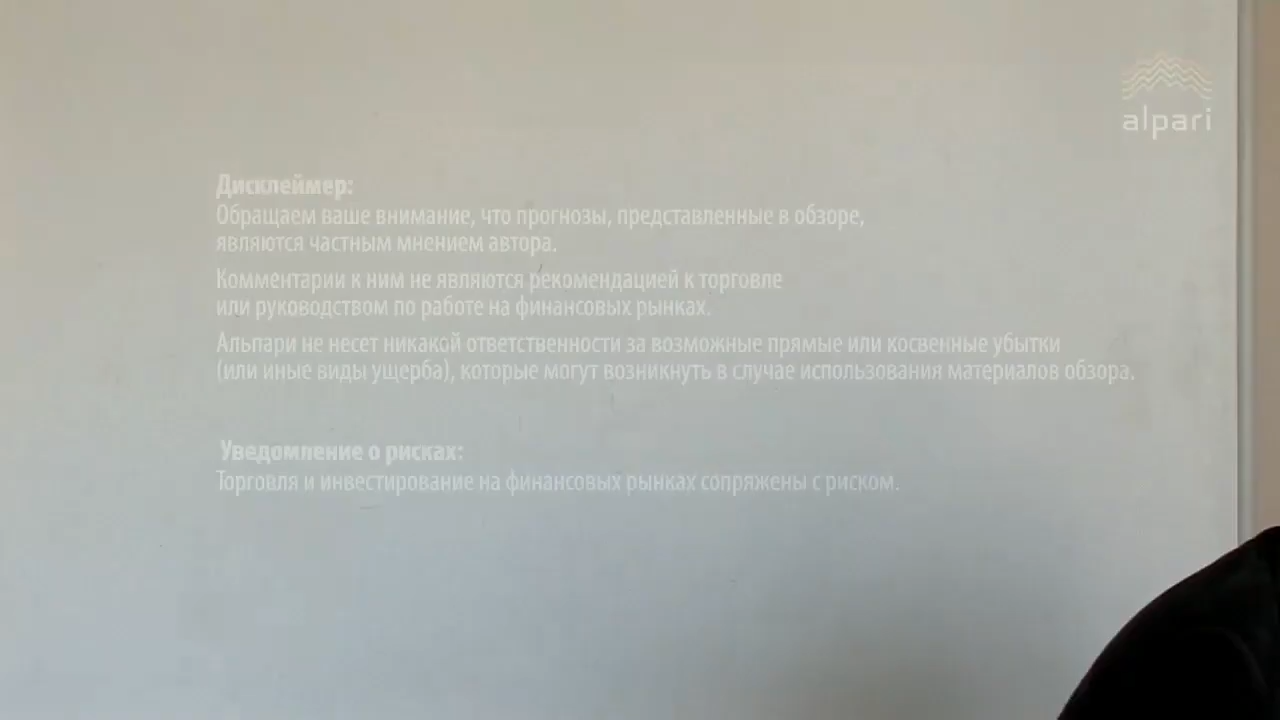 alpari
Дисклеймер:
Обращаем ваше внимание, что прогнозы, представленные в обзоре,
являются частным мнением автора.
Комментарии к ним не являются рекомендацией к торговле
или руководством по работе на финансовых рынках.
Альпари не несет никакой ответственности за возможные прямые или косвенные убытки
(или иные виды ущерба), которые могут возникнуть в случае использования материалов обзора.
Уведомление о рисках:
Торговля и инвестирование на финансовых рынках сопряжены с риском.